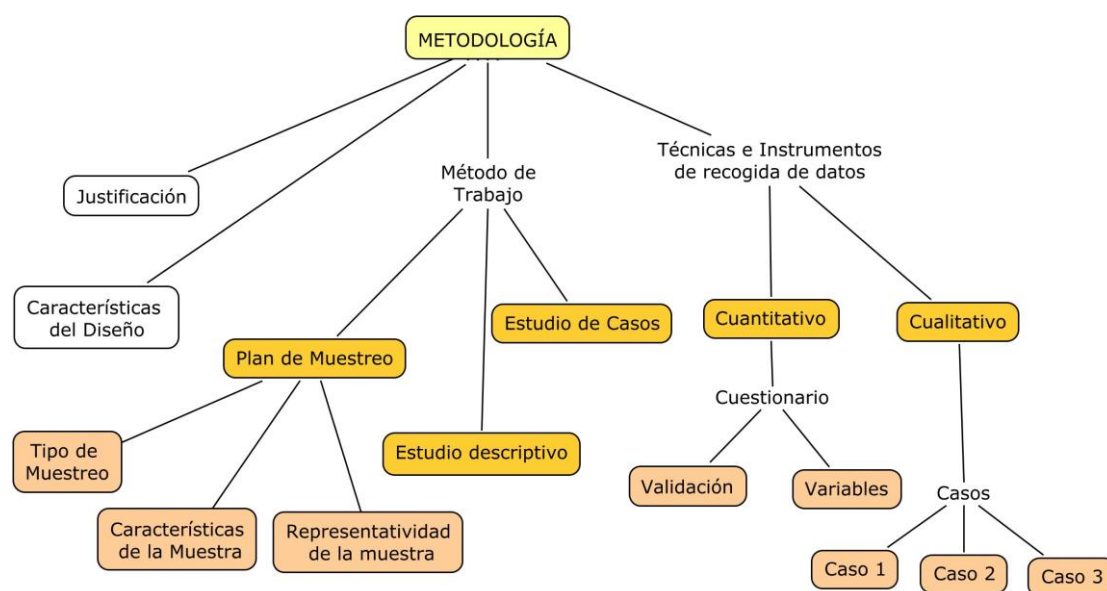 METODOLOGÍA
Técnicas e Instrumentos
de recogida de datos
Método de
Trabajo
Justificación
Características
del Diseño
Estudio de Casos
Cuantitativo
Cualitativo
Plan de Muestreo
Cuestionario
Estudio descriptivo
Tipo de
Muestreo
Validación
Variables
Casos
Características
de la Muestra
Representatividad
de la muestra
Caso 1
Caso 2
Caso 3